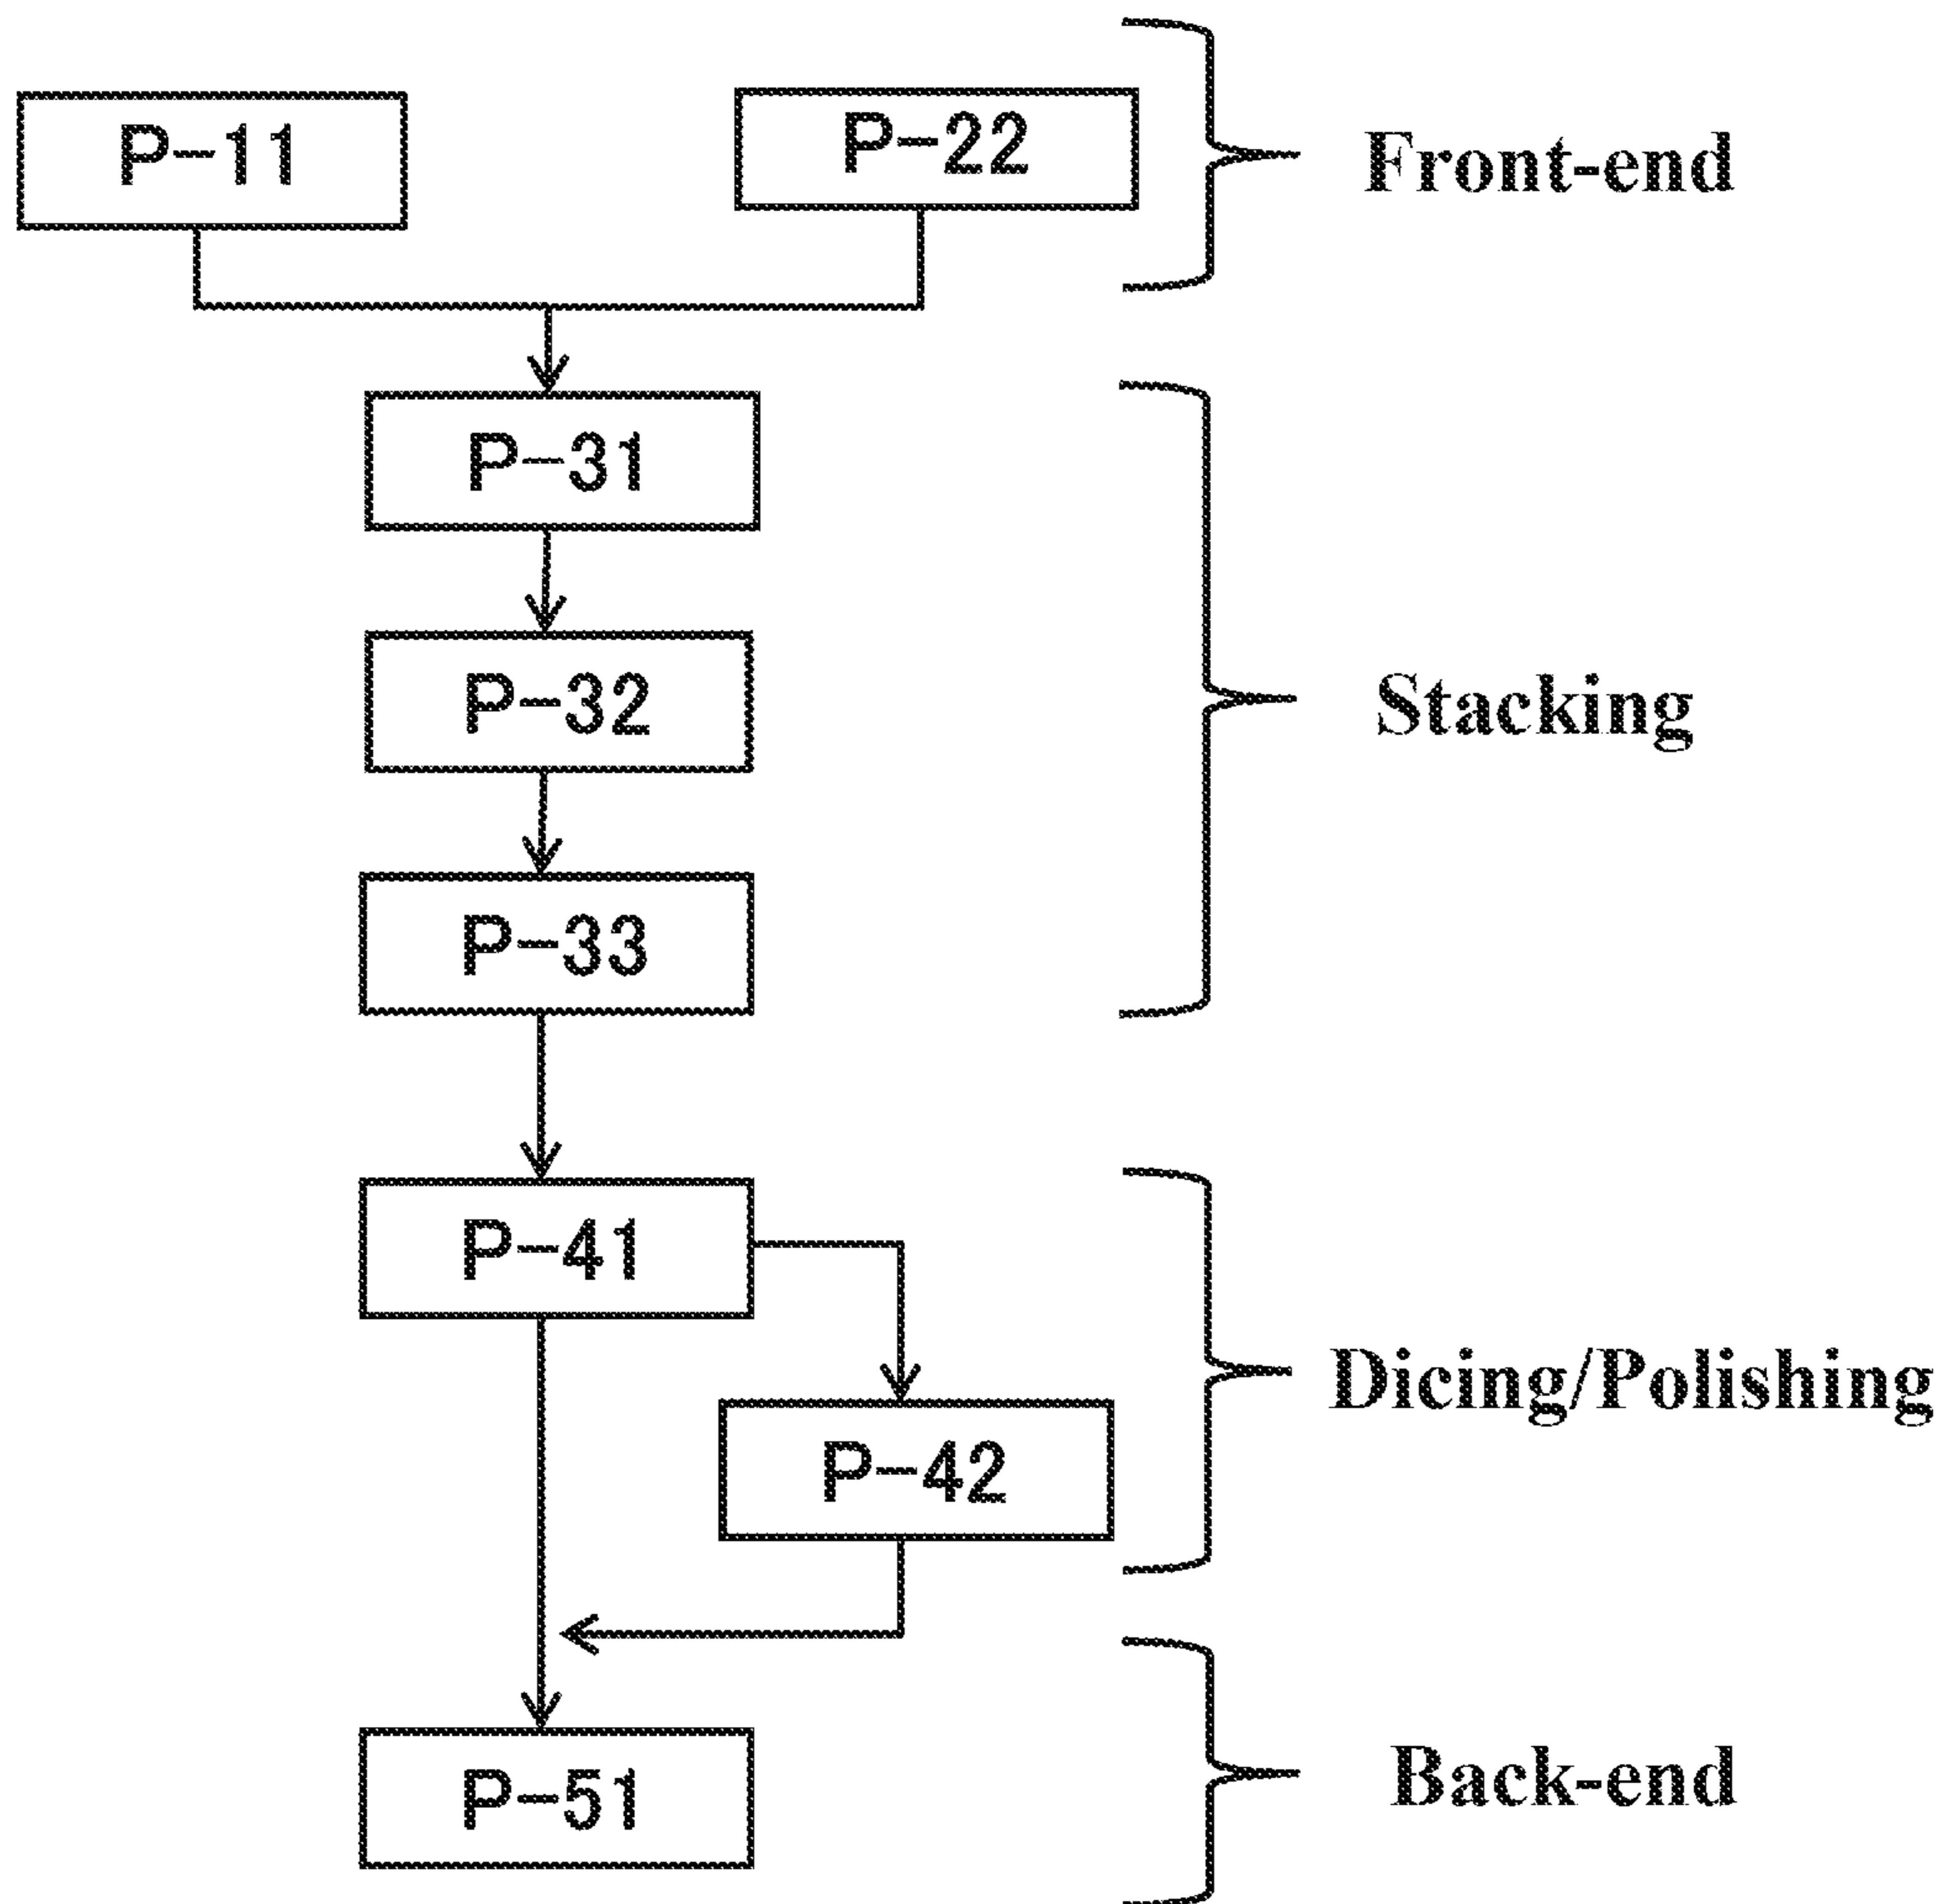 P-11
P-22
Front-end
P-31
P-32
Stacking
P-33
P-41
Dicing/Polishing
P-42
P-51
Back-end